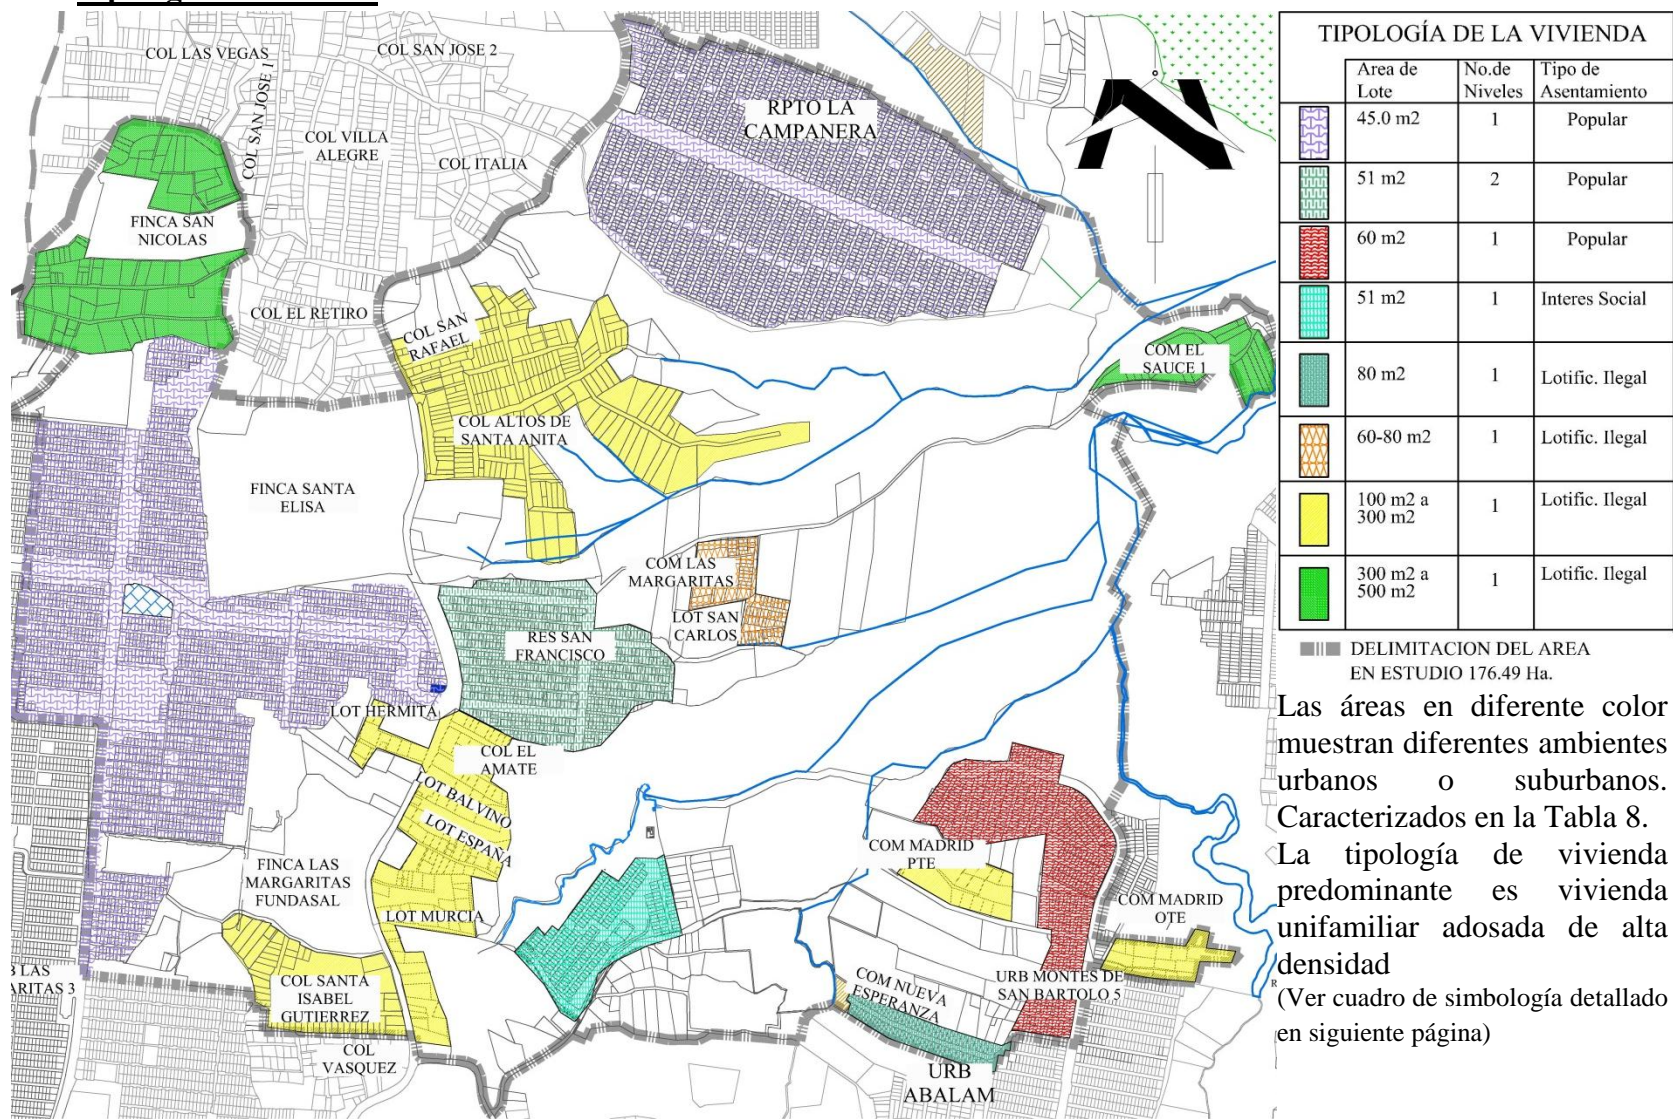 COL LAS VEGAS
COL SAN JOSE 2
COL SAN JOSE 1
COL VILLA
ALEGRE
COL ITALIA
RPTO LA
CAMPANERA
FINCA SAN
NICOLAS
COL EL RETIRO
COL SAN
RAFAEL
COM EL
SAUCE 1
COL ALTOS DE
SANTA ANITA
FINCA SANTA
ELISA
COM LAS
MARGARITAS
LOT SAN
CARLOS
RES SAN
FRANCISCO
LOT HERMITA
COL EL
AMATE
LOT BALVINO
LOT ESPAÑA
FINCA LAS
MARGARITAS
FUNDASAL
LOT MURCIA
COM MADRID
PTE
COM MADRID
OTE
COL SANTA
ISABEL
GUTIERREZ
COM NUEVA
ESPERANZA
URB MONTES DE
SAN BARTOLO 5
B LAS
ARITAS 3
COL
VASQUEZ
URB
ABALAM
TIPOLOGÍA DE LA VIVIENDA
Area de Lote No.de Niveles Tipo de Asentamiento
45.0 m2 1 Popular
51 m2 2 Popular
60 m2 1 Popular
51 m2 1 Interes Social
80 m2 1 Lotific. Ilegal
60-80 m2 1 Lotific. Ilegal
100 m2 a 300 m2 1 Lotific. Ilegal
300 m2 a 500 m2 1 Lotific. Ilegal
DELIMITACION DEL AREA
EN ESTUDIO 176.49 Ha.
Las áreas en diferente color
muestran diferentes ambientes
urbanos o suburbanos.
Caracterizados en la Tabla 8.
La tipología de vivienda
predominante es vivienda
unifamiliar adosada de alta
densidad
(Ver cuadro de simbología detallado
en siguiente página)